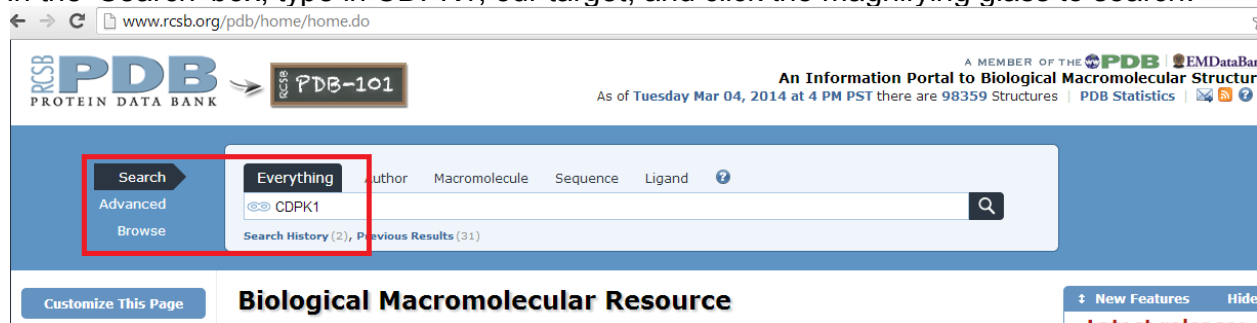 www.rcsb.org/pdb/home/home.do
RCSB PDB PROTEIN DATA BANK
RCSB PDB-101
A MEMBER OF THE PDB | EMDataBan
An Information Portal to Biological Macromolecular Structur
As of Tuesday Mar 04, 2014 at 4 PM PST there are 98359 Structures | PDB Statistics |
Search Everything Author Macromolecule Sequence Ligand
Advanced CDPK1
Browse Search History (2), Previous Results (31)
Customize This Page Biological Macromolecular Resource New Features Hide